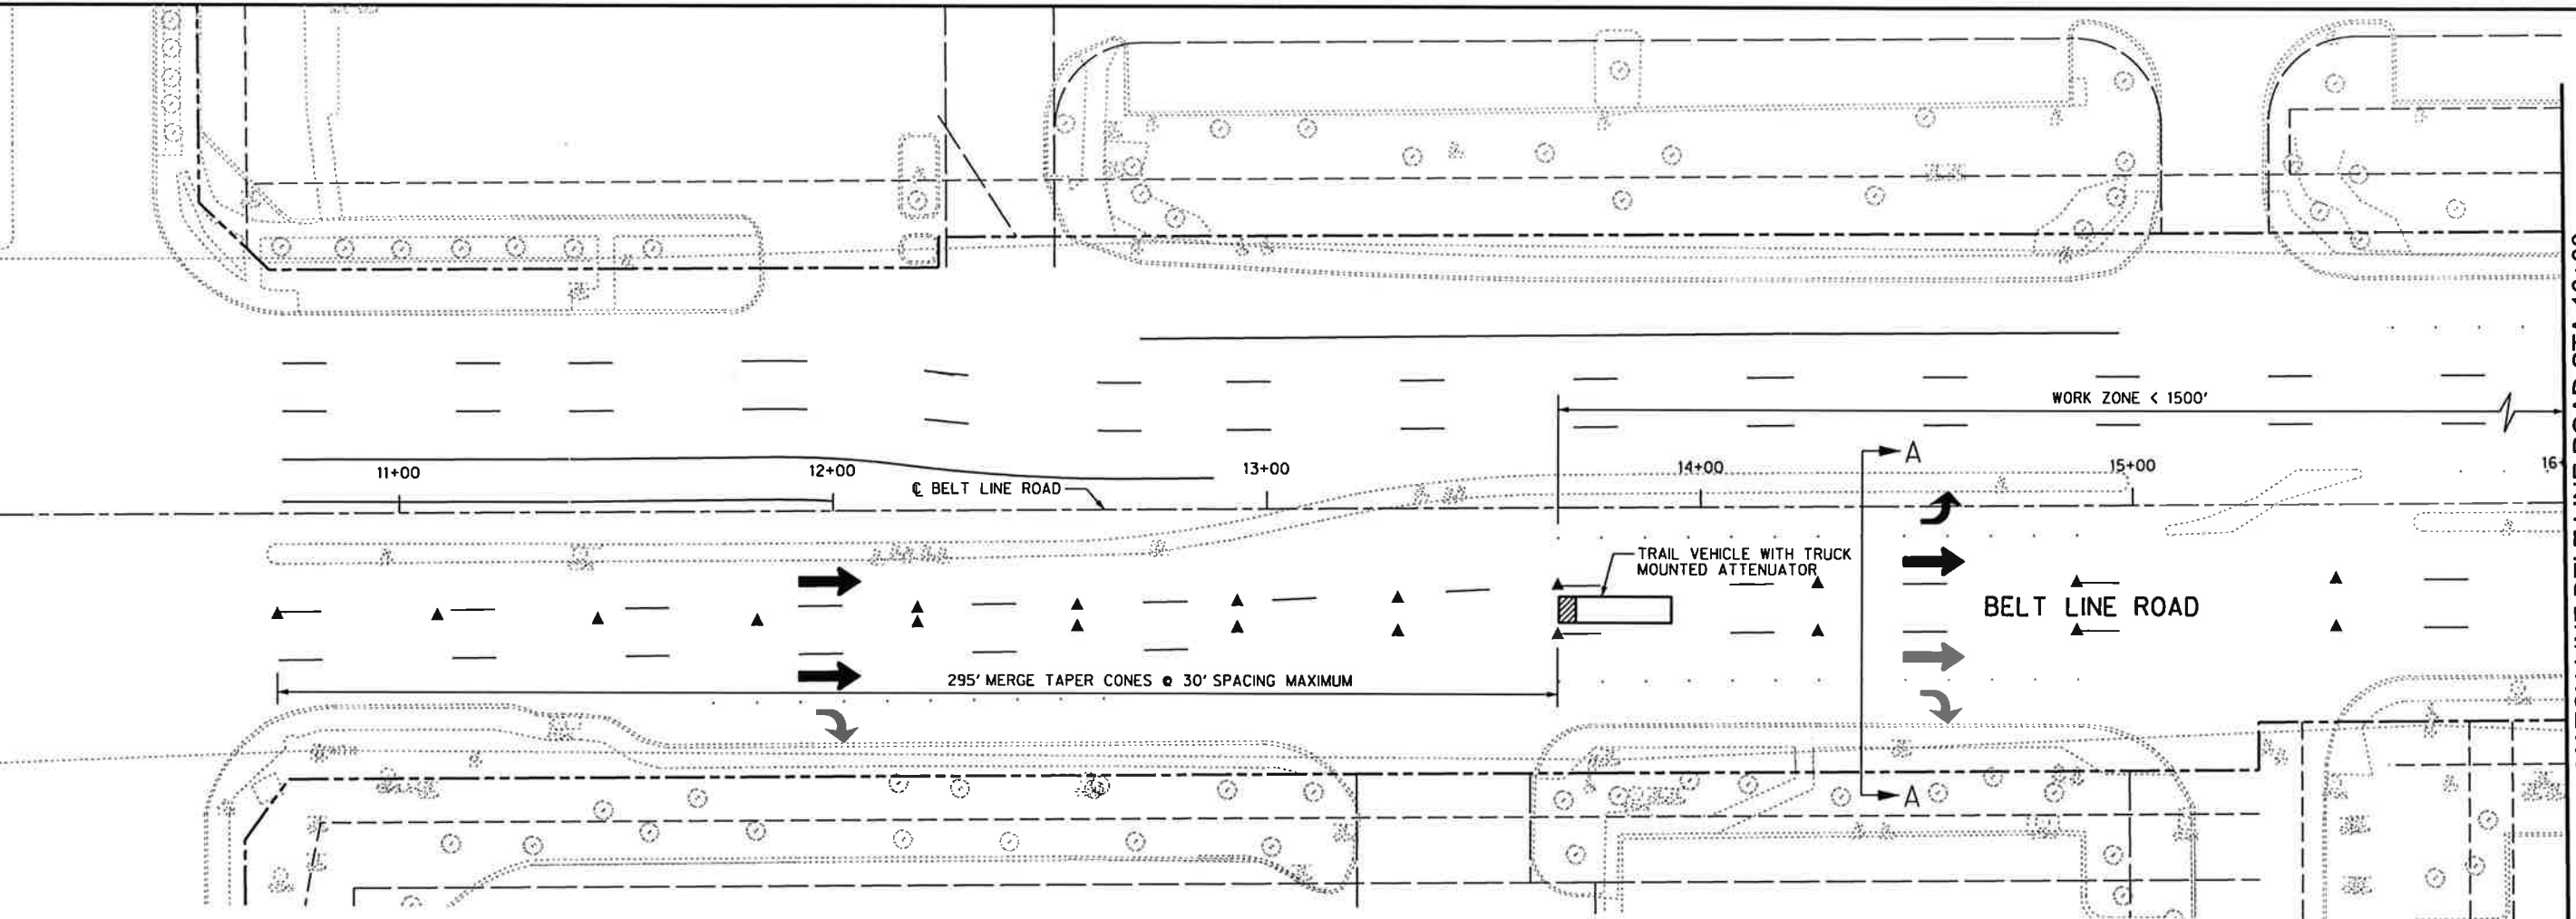 WORK ZONE < 1500'
A
11+00
12+00
13+00
14+00
15+00
16+
℄ BELT LINE ROAD
TRAIL VEHICLE WITH TRUCK
MOUNTED ATTENUATOR
BELT LINE ROAD
295' MERGE TAPER CONES @ 30' SPACING MAXIMUM
A